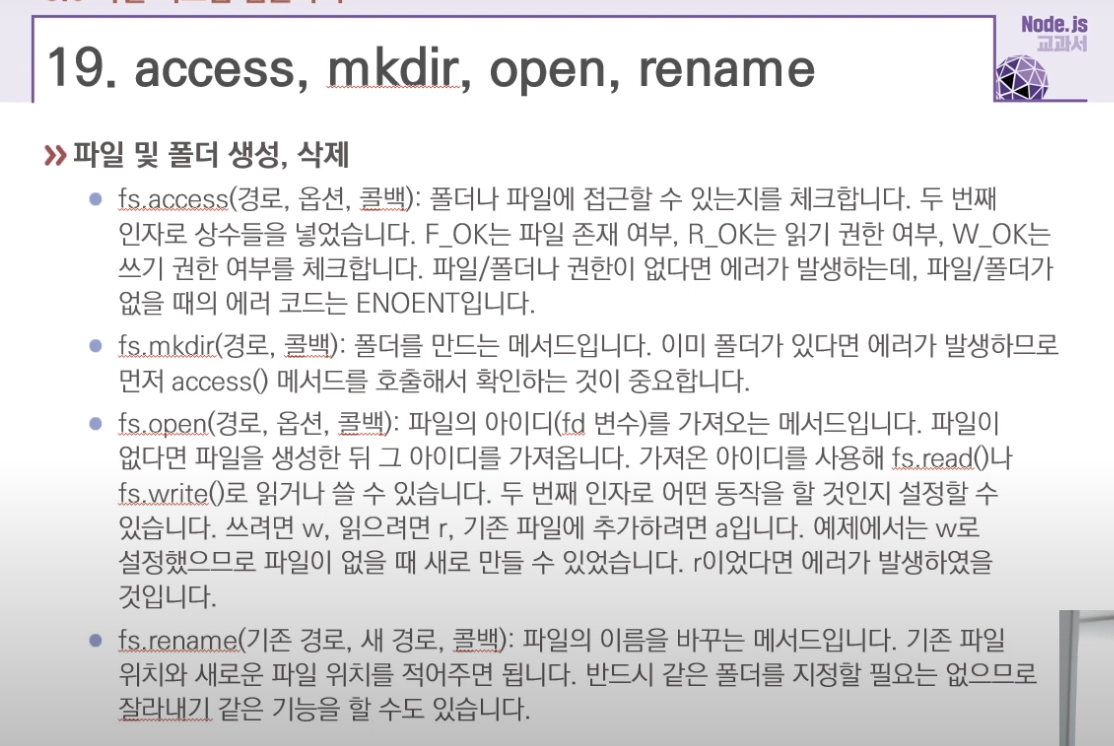 Node.js
교과서
19. access, mkdir, open, rename
파일 및 폴더 생성, 삭제
fs.access(경로, 옵션, 콜백): 폴더나 파일에 접근할 수 있는지를 체크합니다. 두 번째
인자로 상수들을 넣었습니다. F_OK는 파일 존재 여부, R_OK는 읽기 권한 여부, W_OK는
쓰기 권한 여부를 체크합니다. 파일/폴더나 권한이 없다면 에러가 발생하는데, 파일/폴더가
없을 때의 에러 코드는 ENOENT입니다.
fs.mkdir(경로, 콜백): 폴더를 만드는 메서드입니다. 이미 폴더가 있다면 에러가 발생하므로
먼저 access() 메서드를 호출해서 확인하는 것이 중요합니다.
fs.open(경로, 옵션, 콜백): 파일의 아이디(fd 변수)를 가져오는 메서드입니다. 파일이
없다면 파일을 생성한 뒤 그 아이디를 가져옵니다. 가져온 아이디를 사용해 fs.read()나
fs.write()로 읽거나 쓸 수 있습니다. 두 번째 인자로 어떤 동작을 할 것인지 설정할 수
있습니다. 쓰려면 w, 읽으려면 r, 기존 파일에 추가하려면 a입니다. 예제에서는 w로
설정했으므로 파일이 없을 때 새로 만들 수 있었습니다. r이었다면 에러가 발생하였을
것입니다.
fs.rename(기존 경로, 새 경로, 콜백): 파일의 이름을 바꾸는 메서드입니다. 기존 파일
위치와 새로운 파일 위치를 적어주면 됩니다. 반드시 같은 폴더를 지정할 필요는 없으므로
잘라내기 같은 기능을 할 수도 있습니다.